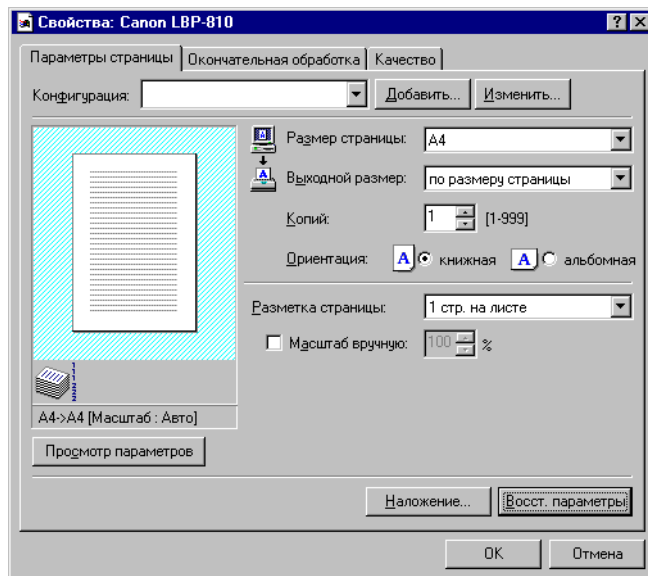 Свойства: Canon LBP-810
Параметры страницы Окончательная обработка Качество
Конфигурация: Добавить... Изменить...
Размер страницы: A4
Выходной размер: по размеру страницы
Копий: 1 [1-999]
Ориентация: A книжная A альбомная
Разметка страницы: 1 стр. на листе
Масштаб вручную: 100 %
A4->A4 [Масштаб : Авто]
Просмотр параметров
Наложение... Восст. параметры
OK Отмена